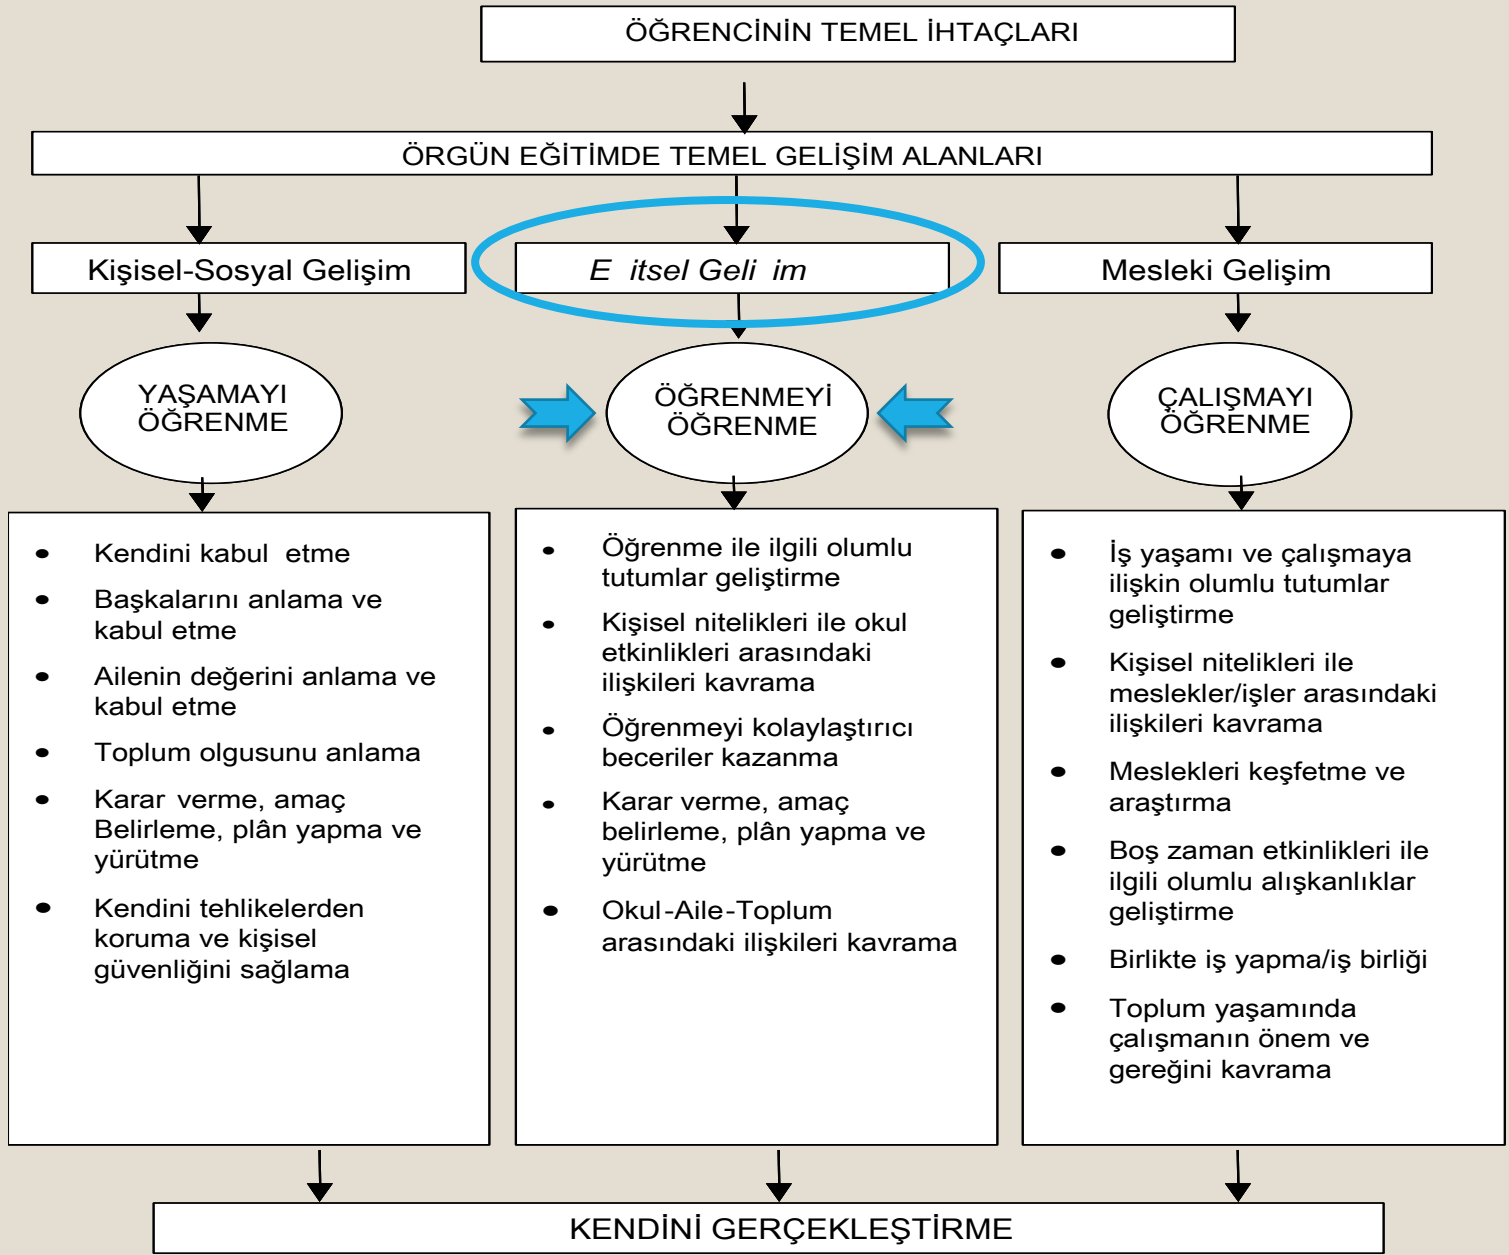 ÖĞRENCİNİN TEMEL İHTAÇLARI
ÖRGÜN EĞİTİMDE TEMEL GELİŞİM ALANLARI
Kişisel-Sosyal Gelişim
E itsel Geli im
Mesleki Gelişim
YAŞAMAYI
ÖĞRENME
ÖĞRENMEYİ
ÖĞRENME
ÇALIŞMAYI
ÖĞRENME
• Kendini kabul etme
• Başkalarını anlama ve
kabul etme
• Ailenin değerini anlama ve
kabul etme
• Toplum olgusunu anlama
• Karar verme, amaç
Belirleme, plân yapma ve
yürütme
• Kendini tehlikelerden
koruma ve kişisel
güvenliğini sağlama
• Öğrenme ile ilgili olumlu
tutumlar geliştirme
• Kişisel nitelikleri ile okul
etkinlikleri arasındaki
ilişkileri kavrama
• Öğrenmeyi kolaylaştırıcı
beceriler kazanma
• Karar verme, amaç
belirleme, plân yapma ve
yürütme
• Okul-Aile-Toplum
arasındaki ilişkileri kavrama
• İş yaşamı ve çalışmaya
ilişkin olumlu tutumlar
geliştirme
• Kişisel nitelikleri ile
meslekler/işler arasındaki
ilişkileri kavrama
• Meslekleri keşfetme ve
araştırma
• Boş zaman etkinlikleri ile
ilgili olumlu alışkanlıklar
geliştirme
• Birlikte iş yapma/iş birliği
• Toplum yaşamında
çalışmanın önem ve
gereğini kavrama
KENDİNİ GERÇEKLEŞTİRME